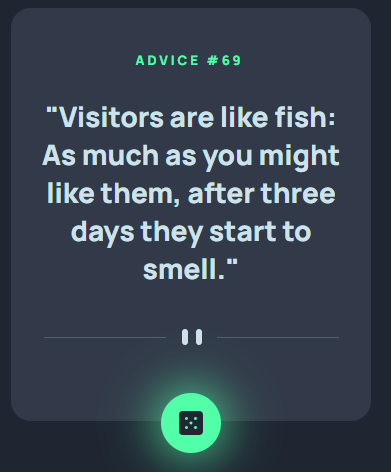 ADVICE #69
"Visitors are like fish:
As much as you might
like them, after three
days they start to
smell."